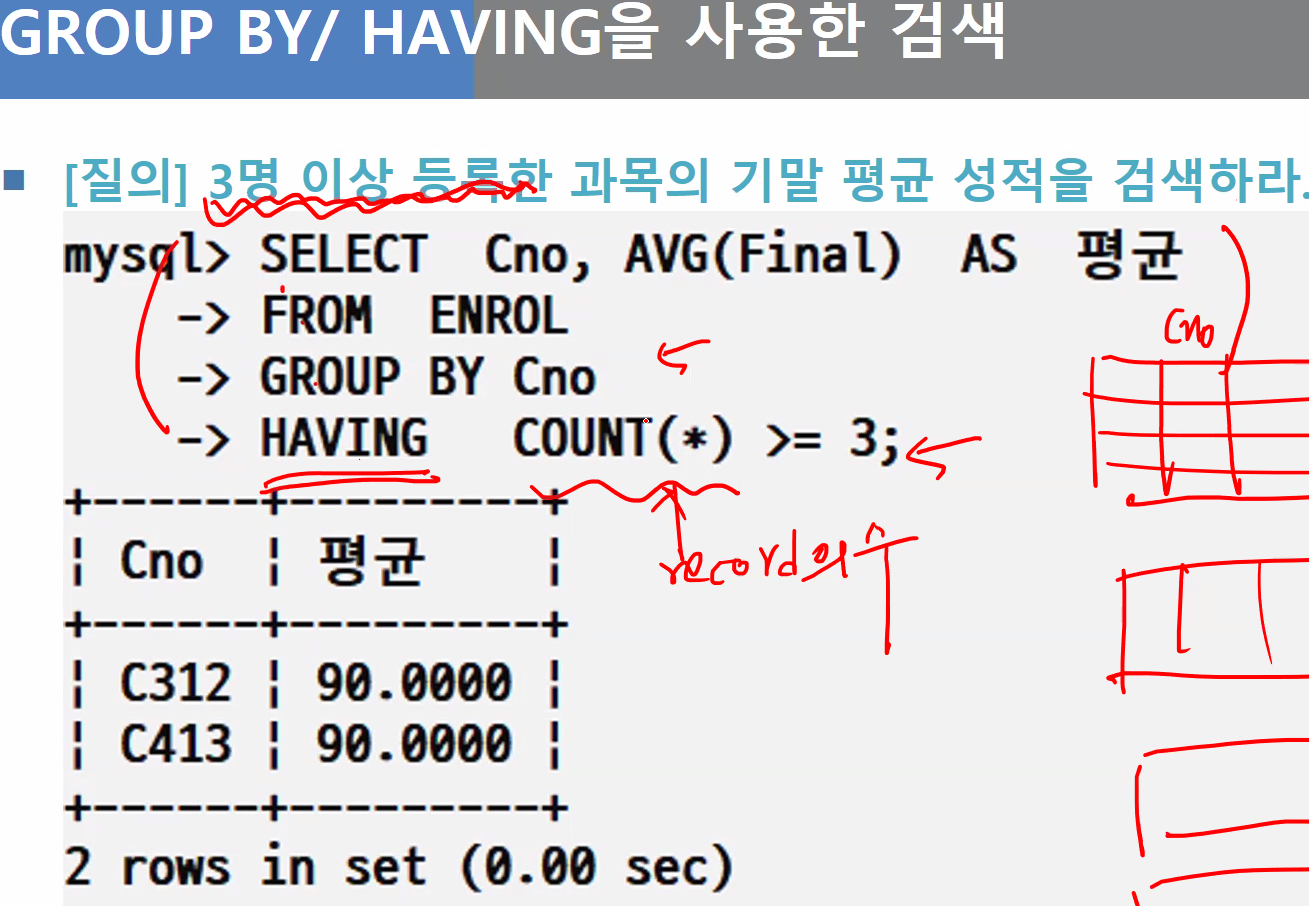 GROUP BY/ HAVING을 사용한 검색
[질의] 3명 이상 등록한 과목의 기말 평균 성적을 검색하라.
mysql> SELECT Cno, AVG(Final) AS 평균
-> FROM ENROL
-> GROUP BY Cno
Cno
-> HAVING COUNT(*) >= 3;
+------+---------+
| Cno | 평균 |
record의 수
+------+---------+
| C312 | 90.0000 |
| C413 | 90.0000 |
+------+---------+
2 rows in set (0.00 sec)